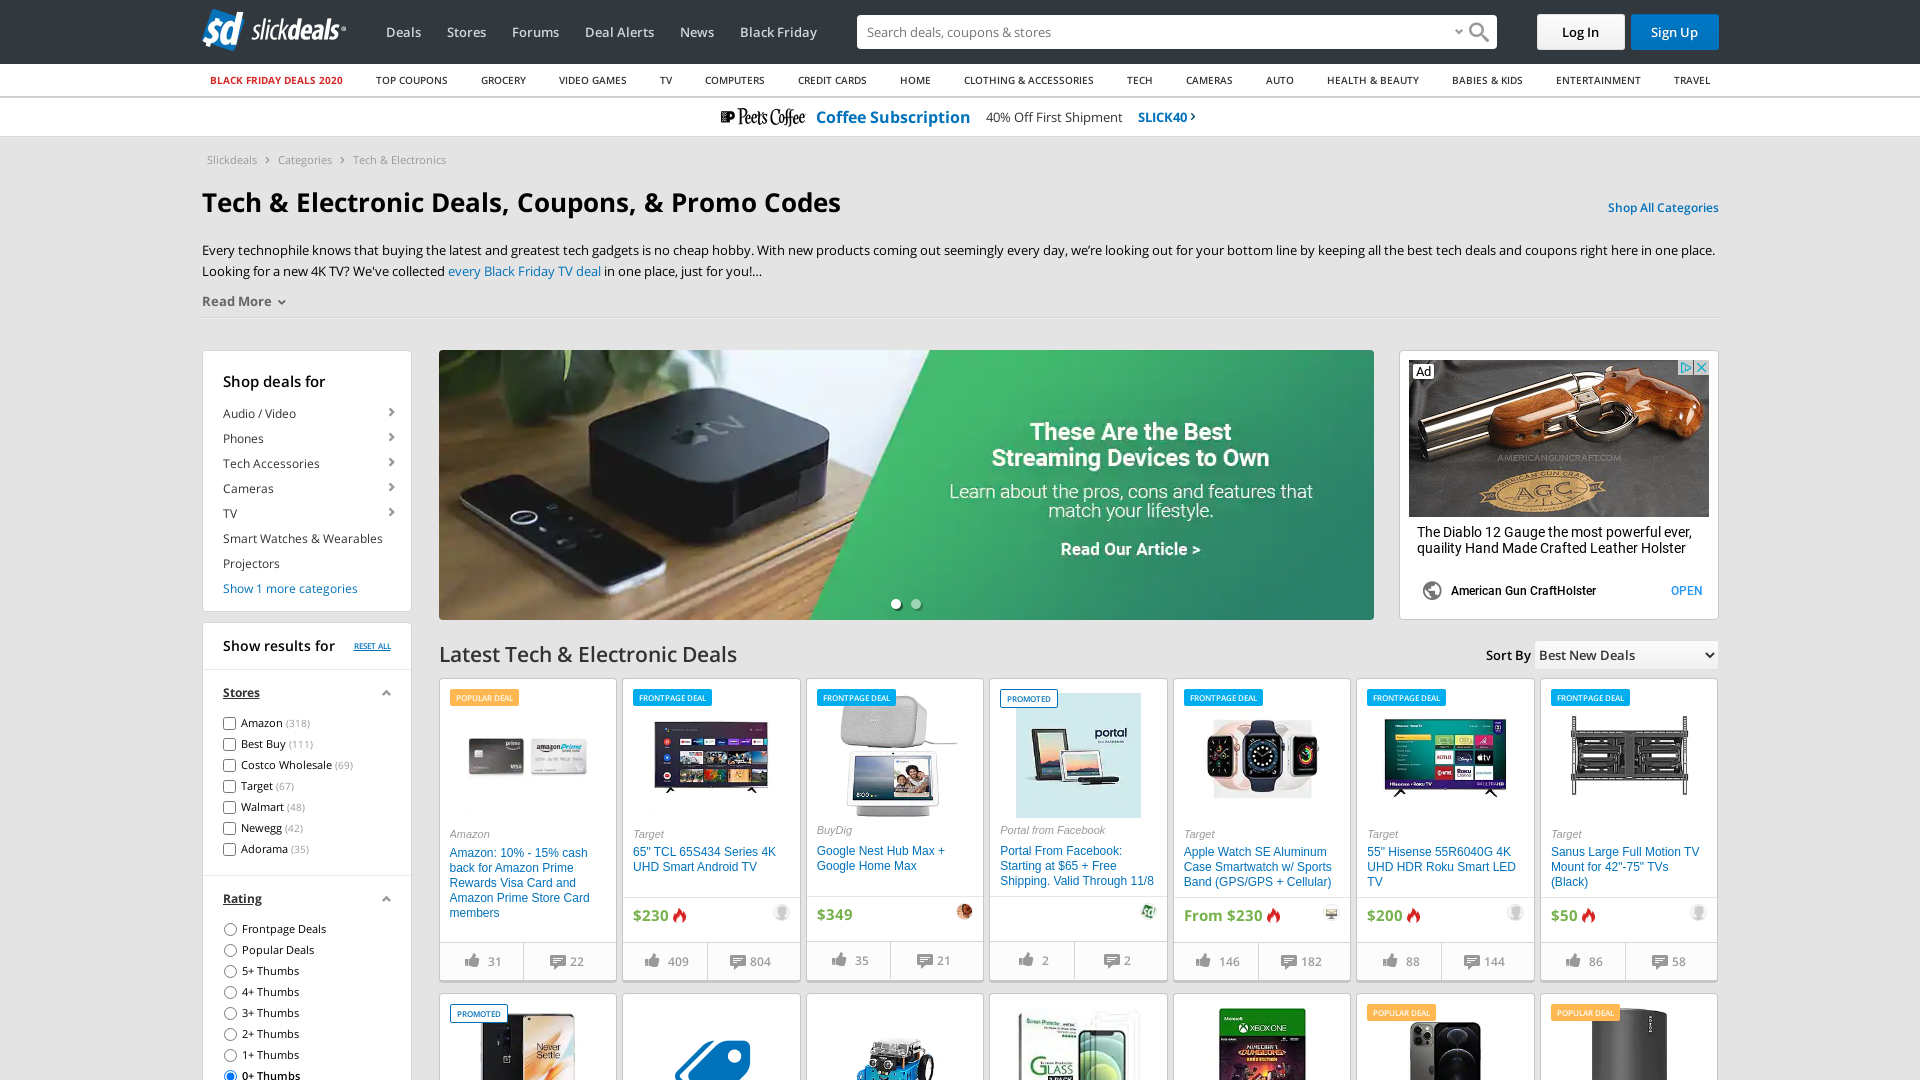 slickdeals
Deals
Stores
Forums
Deal Alerts
News
Black Friday
Search deals, coupons & stores
Log In
Sign Up
BLACK FRIDAY DEALS 2020
TOP COUPONS
GROCERY
VIDEO GAMES
TV
COMPUTERS
CREDIT CARDS
HOME
CLOTHING & ACCESSORIES
TECH
CAMERAS
AUTO
HEALTH & BEAUTY
BABIES & KIDS
ENTERTAINMENT
TRAVEL
Peet's Coffee
Coffee Subscription
40% Off First Shipment
SLICK40
Slickdeals
Categories
Tech & Electronics
Tech & Electronic Deals, Coupons, & Promo Codes
Shop All Categories
Every technophile knows that buying the latest and greatest tech gadgets is no cheap hobby. With new products coming out seemingly every day, we’re looking out for your bottom line by keeping all the best tech deals and coupons right here in one place.
Looking for a new 4K TV? We've collected every Black Friday TV deal in one place, just for you!…
Read More
Shop deals for
Audio / Video
Phones
Tech Accessories
Cameras
TV
Smart Watches & Wearables
Projectors
Show 1 more categories
Show results for
RESET ALL
Stores
Amazon (318)
Best Buy (111)
Costco Wholesale (69)
Target (67)
Walmart (48)
Newegg (42)
Adorama (35)
Rating
Frontpage Deals
Popular Deals
5+ Thumbs
4+ Thumbs
3+ Thumbs
2+ Thumbs
1+ Thumbs
0+ Thumbs
tv
These Are the Best
Streaming Devices to Own
Learn about the pros, cons and features that
match your lifestyle.
Read Our Article >
Ad
AMERICANGUNCRAFT.COM
AMERICAN GUN CRAFT
AGC
The Diablo 12 Gauge the most powerful ever,
quaility Hand Made Crafted Leather Holster
American Gun CraftHolster
OPEN
Latest Tech & Electronic Deals
Sort By
Best New Deals
POPULAR DEAL
prime
VISA
amazonPrime
Amazon
Amazon: 10% - 15% cash
back for Amazon Prime
Rewards Visa Card and
Amazon Prime Store Card
members
31
22
FRONTPAGE DEAL
Target
65" TCL 65S434 Series 4K
UHD Smart Android TV
$230
409
804
FRONTPAGE DEAL
BuyDig
Google Nest Hub Max +
Google Home Max
$349
35
21
PROMOTED
portal
Portal from Facebook
Portal From Facebook:
Starting at $65 + Free
Shipping. Valid Through 11/8
2
2
FRONTPAGE DEAL
Target
Apple Watch SE Aluminum
Case Smartwatch w/ Sports
Band (GPS/GPS + Cellular)
From $230
146
182
FRONTPAGE DEAL
Target
55" Hisense 55R6040G 4K
UHD HDR Roku Smart LED
TV
$200
88
144
FRONTPAGE DEAL
Target
Sanus Large Full Motion TV
Mount for 42"-75" TVs
(Black)
$50
86
58
PROMOTED
Never
Settle
Screen Protector
GLASS
XBOX ONE
MINECRAFT
DUNGEONS
POPULAR DEAL
POPULAR DEAL
SONOS